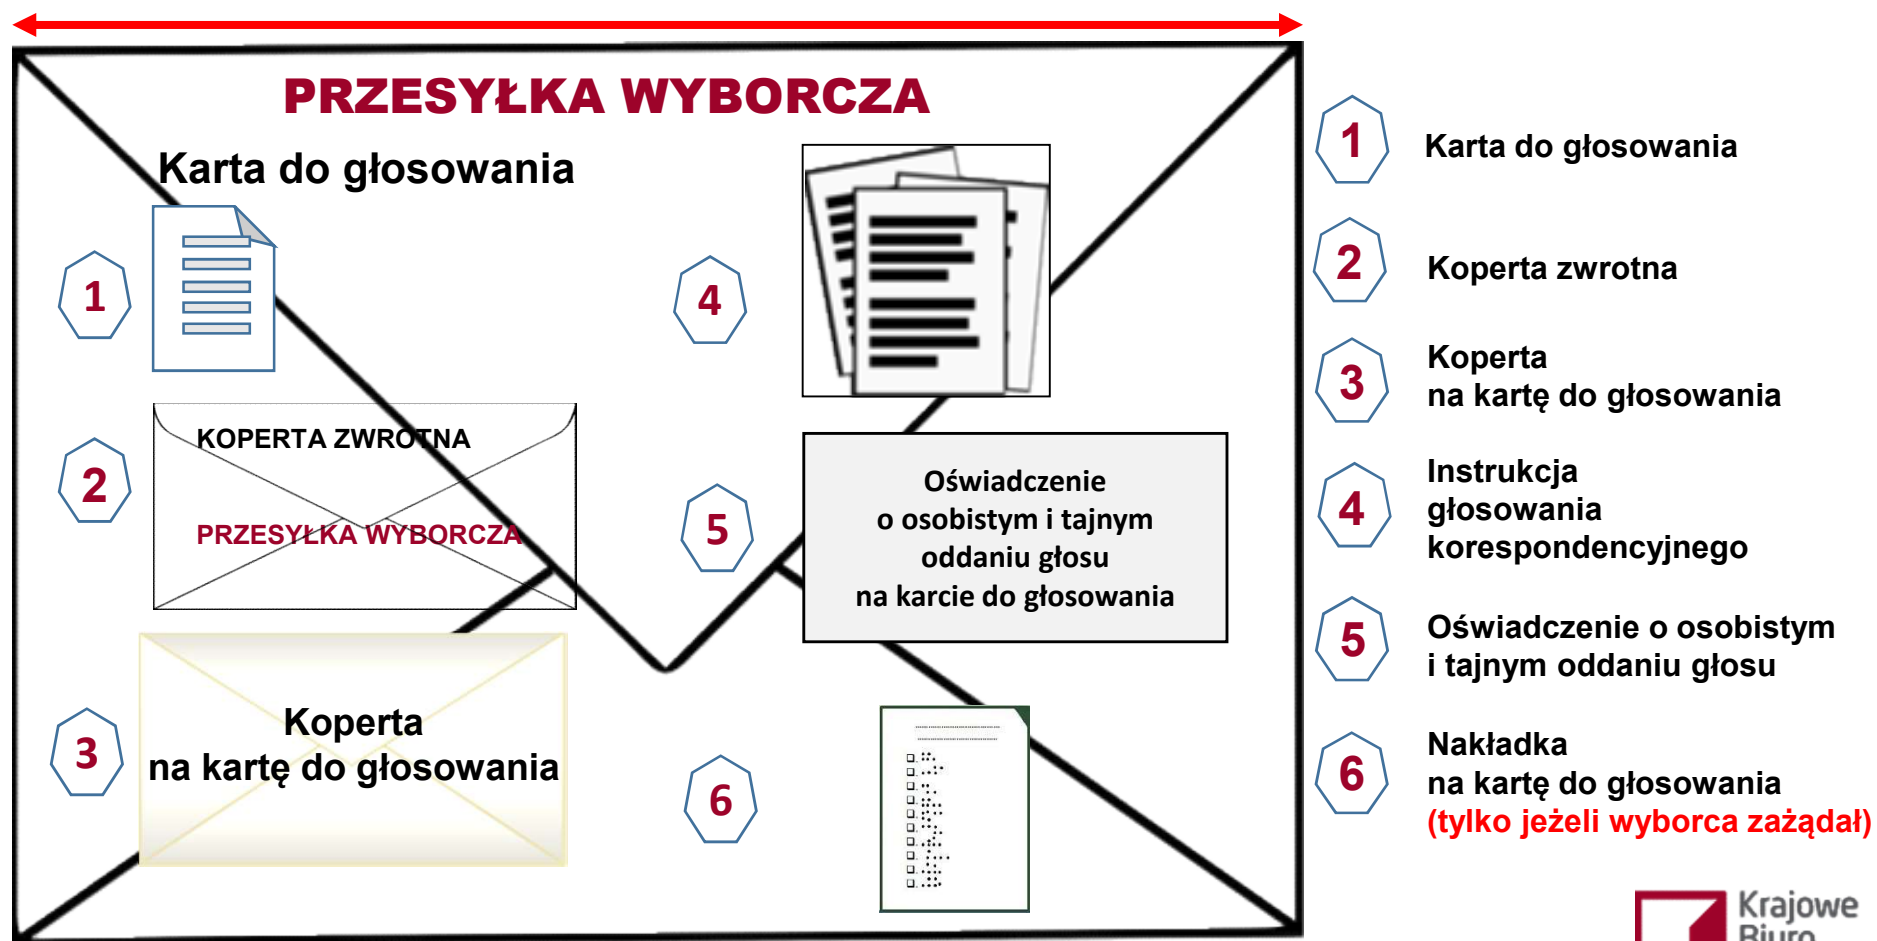 PRZESYŁKA WYBORCZA
Karta do głosowania
1
2
KOPERTA ZWROTNA
PRZESYŁKA WYBORCZA
3
Koperta
na kartę do głosowania
4
5
Oświadczenie
o osobistym i tajnym
oddaniu głosu
na karcie do głosowania
6
1
Karta do głosowania
2
Koperta zwrotna
3
Koperta
na kartę do głosowania
4
Instrukcja
głosowania
korespondencyjnego
5
Oświadczenie o osobistym
i tajnym oddaniu głosu
6
Nakładka
na kartę do głosowania
(tylko jeżeli wyborca zażądał)
Krajowe
Biuro